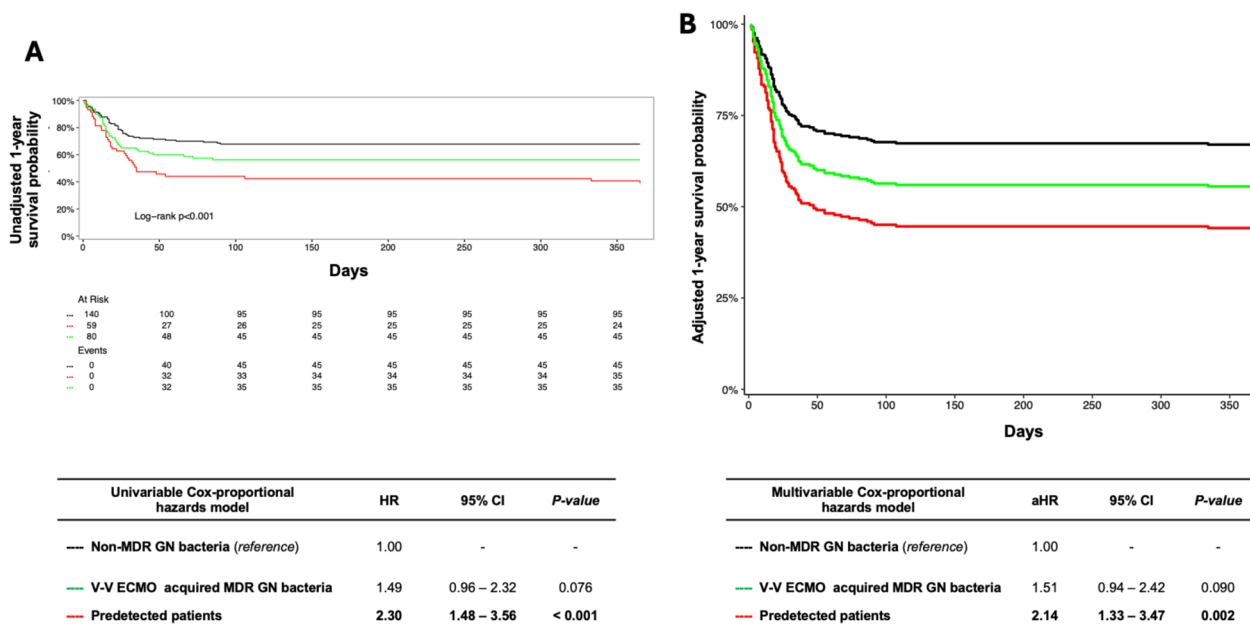 A
Unadjusted 1-year
survival probability
100%
80%
60%
40%
20%
0%
Log-rank p<0.001
0 50 100 150 200 250 300 350
Days
At Risk
140 100 95 95 95 95 95 95
59 27 26 25 25 25 25 24
80 48 45 45 45 45 45 45
Events
0 40 45 45 45 45 45 45
0 32 33 34 34 34 34 35
0 32 35 35 35 35 35 35
Univariable Cox-proportional
hazards model HR 95% CI P-value
Non-MDR GN bacteria (reference) 1.00 - -
V-V ECMO acquired MDR GN bacteria 1.49 0.96 – 2.32 0.076
Predetected patients 2.30 1.48 – 3.56 < 0.001
B
Adjusted 1-year survival probability
100%
75%
50%
25%
0%
0 50 100 150 200 250 300 350
Days
Multivariable Cox-proportional
hazards model aHR 95% CI P-value
Non-MDR GN bacteria (reference) 1.00 - -
V-V ECMO acquired MDR GN bacteria 1.51 0.94 – 2.42 0.090
Predetected patients 2.14 1.33 – 3.47 0.002